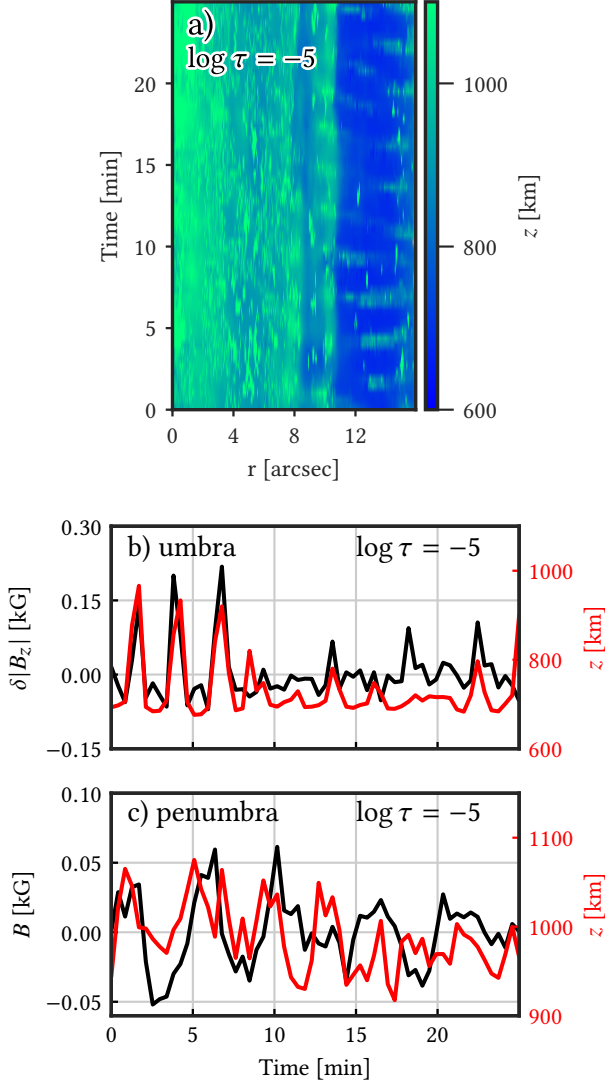 a)
log τ = −5
20
15
10
5
0
Time [min]
0 4 8 12
r [arcsec]
1000
800
600
z [km]
b) umbra log τ = −5
0.30
0.15
0.00
−0.15
δ|B_z| [kG]
1000
800
600
z [km]
c) penumbra log τ = −5
0.10
0.05
0.00
−0.05
B [kG]
1100
1000
900
z [km]
0 5 10 15 20
Time [min]